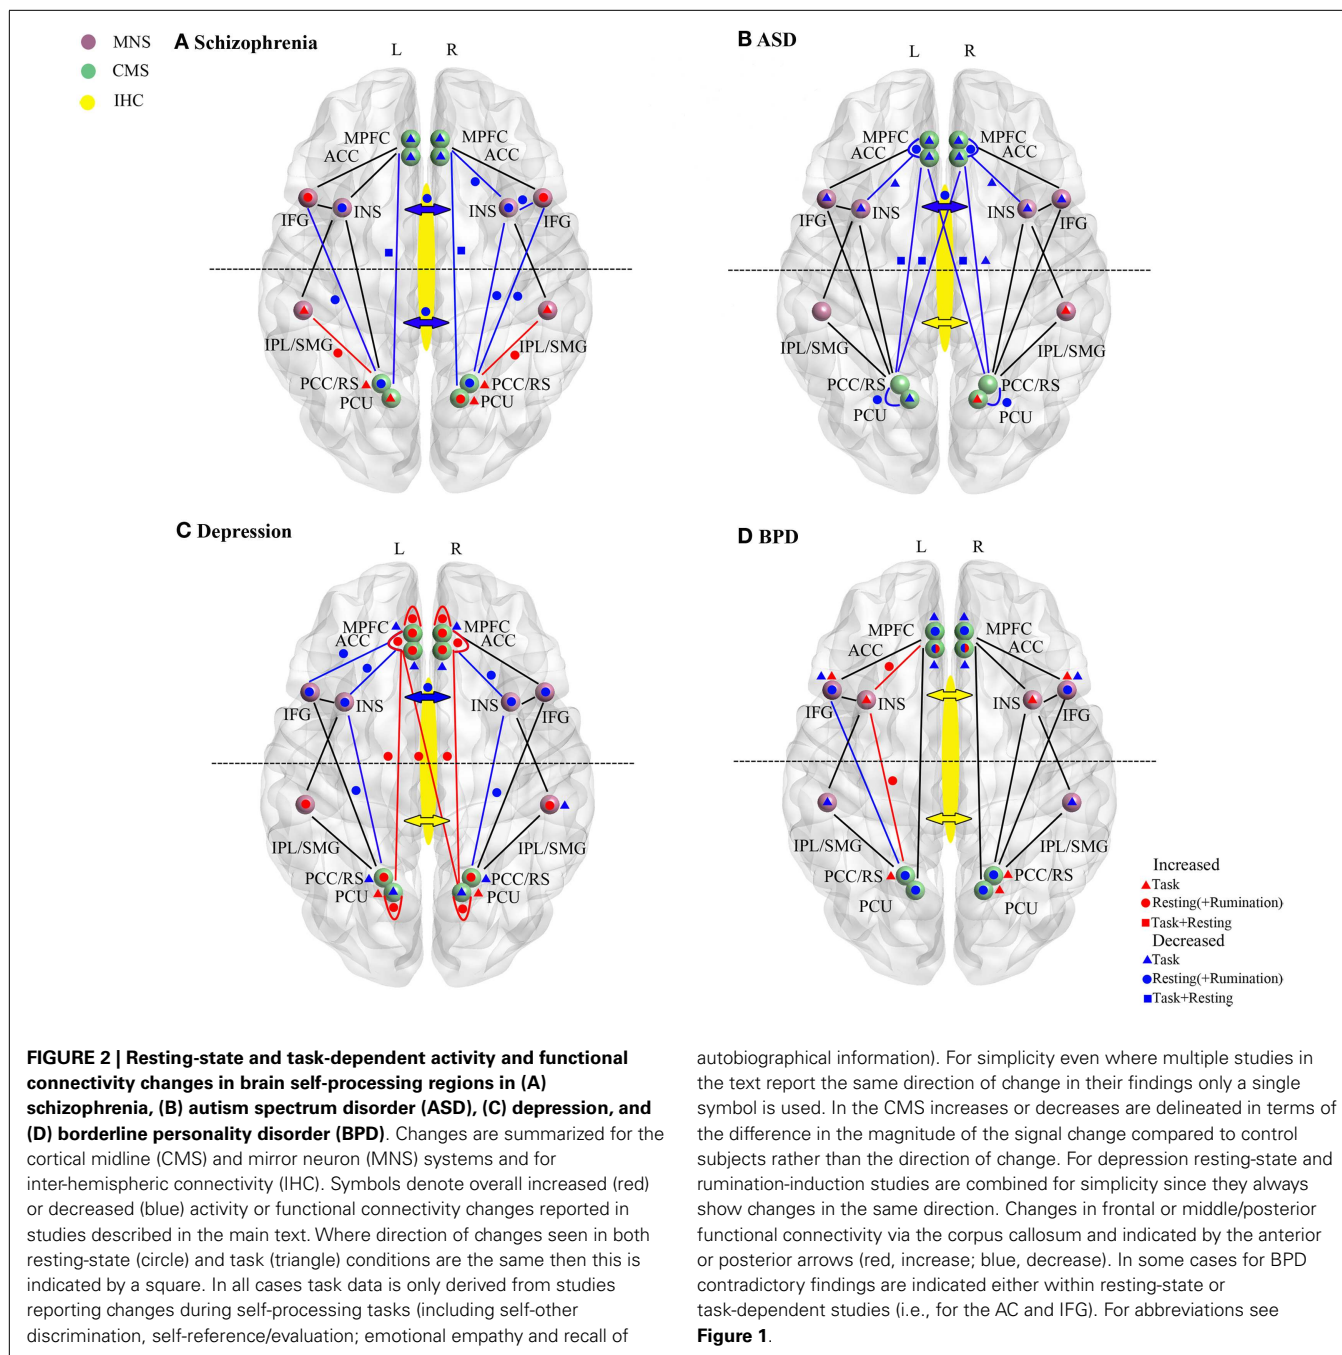 MNS
CMS
IHC
A Schizophrenia
L
R
MPFC
MPFC
ACC
ACC
IFG
INS
INS
IFG
IPL/SMG
IPL/SMG
PCC/RS
PCC/RS
PCU
PCU
B ASD
L
R
MPFC
MPFC
ACC
ACC
IFG
INS
INS
IFG
IPL/SMG
IPL/SMG
PCC/RS
PCC/RS
PCU
PCU
C Depression
L
R
MPFC
MPFC
ACC
ACC
IFG
INS
INS
IFG
IPL/SMG
IPL/SMG
PCC/RS
PCC/RS
PCU
PCU
D BPD
L
R
MPFC
MPFC
ACC
ACC
IFG
INS
INS
IFG
IPL/SMG
IPL/SMG
PCC/RS
PCC/RS
PCU
PCU
Increased
Task
Resting(+Rumination)
Task+Resting
Decreased
Task
Resting(+Rumination)
Task+Resting
FIGURE 2 | Resting-state and task-dependent activity and functional
connectivity changes in brain self-processing regions in (A)
schizophrenia, (B) autism spectrum disorder (ASD), (C) depression, and
(D) borderline personality disorder (BPD). Changes are summarized for the
cortical midline (CMS) and mirror neuron (MNS) systems and for
inter-hemispheric connectivity (IHC). Symbols denote overall increased (red)
or decreased (blue) activity or functional connectivity changes reported in
studies described in the main text. Where direction of changes seen in both
resting-state (circle) and task (triangle) conditions are the same then this is
indicated by a square. In all cases task data is only derived from studies
reporting changes during self-processing tasks (including self-other
discrimination, self-reference/evaluation; emotional empathy and recall of
autobiographical information). For simplicity even where multiple studies in
the text report the same direction of change in their findings only a single
symbol is used. In the CMS increases or decreases are delineated in terms of
the difference in the magnitude of the signal change compared to control
subjects rather than the direction of change. For depression resting-state and
rumination-induction studies are combined for simplicity since they always
show changes in the same direction. Changes in frontal or middle/posterior
functional connectivity via the corpus callosum and indicated by the anterior
or posterior arrows (red, increase; blue, decrease). In some cases for BPD
contradictory findings are indicated either within resting-state or
task-dependent studies (i.e., for the AC and IFG). For abbreviations see
Figure 1.